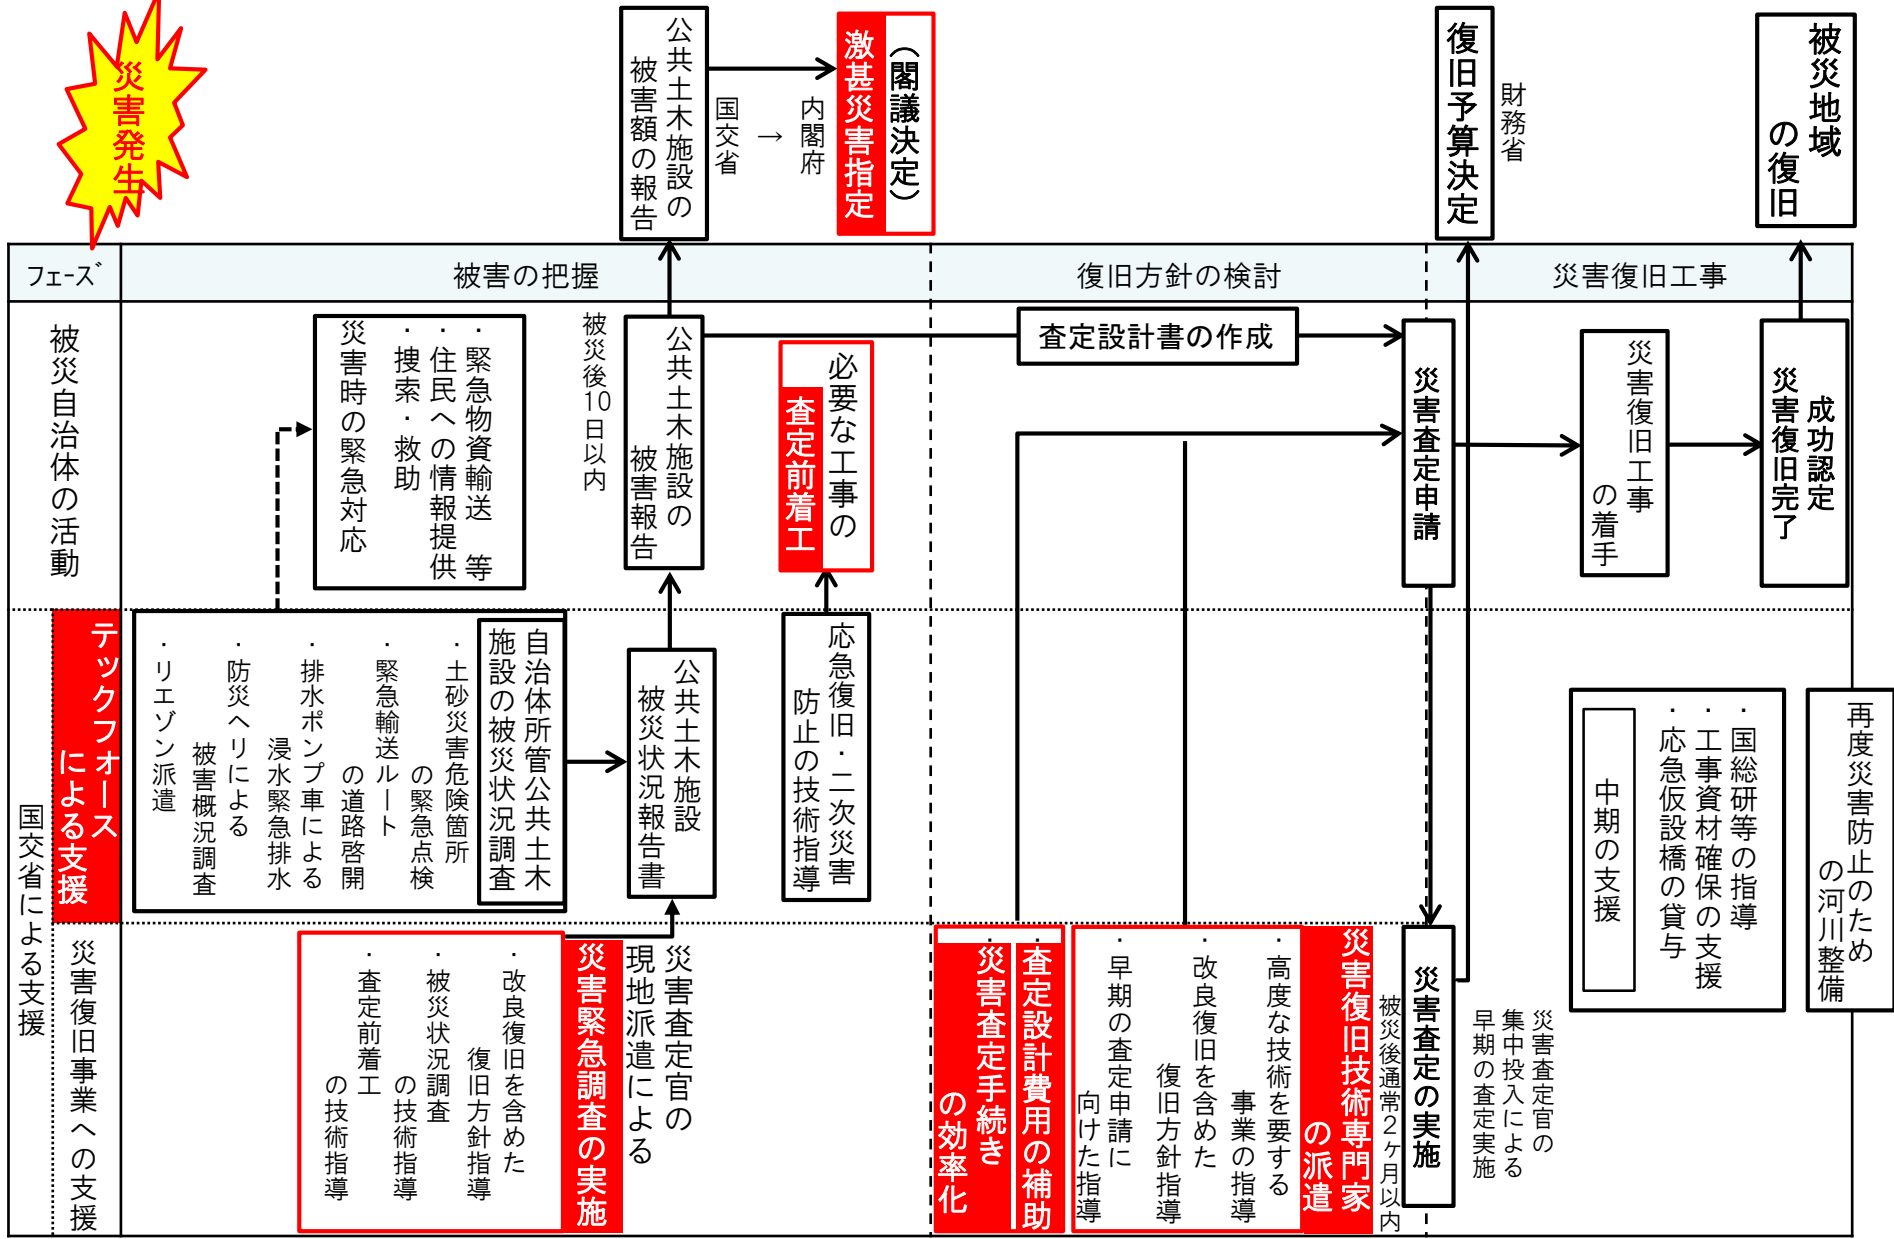 災害発生
公共土木施設の
被害額の報告
国交省
→
内閣府
(閣議決定)
激甚災害指定
復旧予算決定
財務省
被災地域
の復旧
フェーズ
被害の把握
復旧方針の検討
災害復旧工事
被災自治体の活動
・緊急物資輸送 等
・住民への情報提供
・捜索・救助
災害時の緊急対応
被災後10日以内
公共土木施設の
被害報告
必要な工事の
査定前着工
査定設計書の作成
災害査定申請
災害復旧工事
の着手
成功認定
災害復旧完了
国交省による支援
テックフォース
による支援
自治体所管公共土木
施設の被災状況調査
・土砂災害危険箇所
の緊急点検
・緊急輸送ルート
の道路啓開
・排水ポンプ車による
浸水緊急排水
・防災ヘリによる
被害概況調査
・リエゾン派遣
公共土木施設
被災状況報告書
応急復旧・二次災害
防止の技術指導
・国総研等の指導
・工事資材確保の支援
・応急仮設橋の貸与
中期の支援
再度災害防止のため
の河川整備
災害復旧事業への支援
災害査定官の
現地派遣による
災害緊急調査の実施
・改良復旧を含めた
復旧方針指導
・被災状況調査
の技術指導
・査定前着工
の技術指導
・査定設計費用の補助
・災害査定手続き
の効率化
災害復旧技術専門家
の派遣
・高度な技術を要する
事業の指導
・改良復旧を含めた
復旧方針指導
・早期の査定申請に
向けた指導
被災後通常2ヶ月以内
災害査定の実施
災害査定官の
集中投入による
早期の査定実施